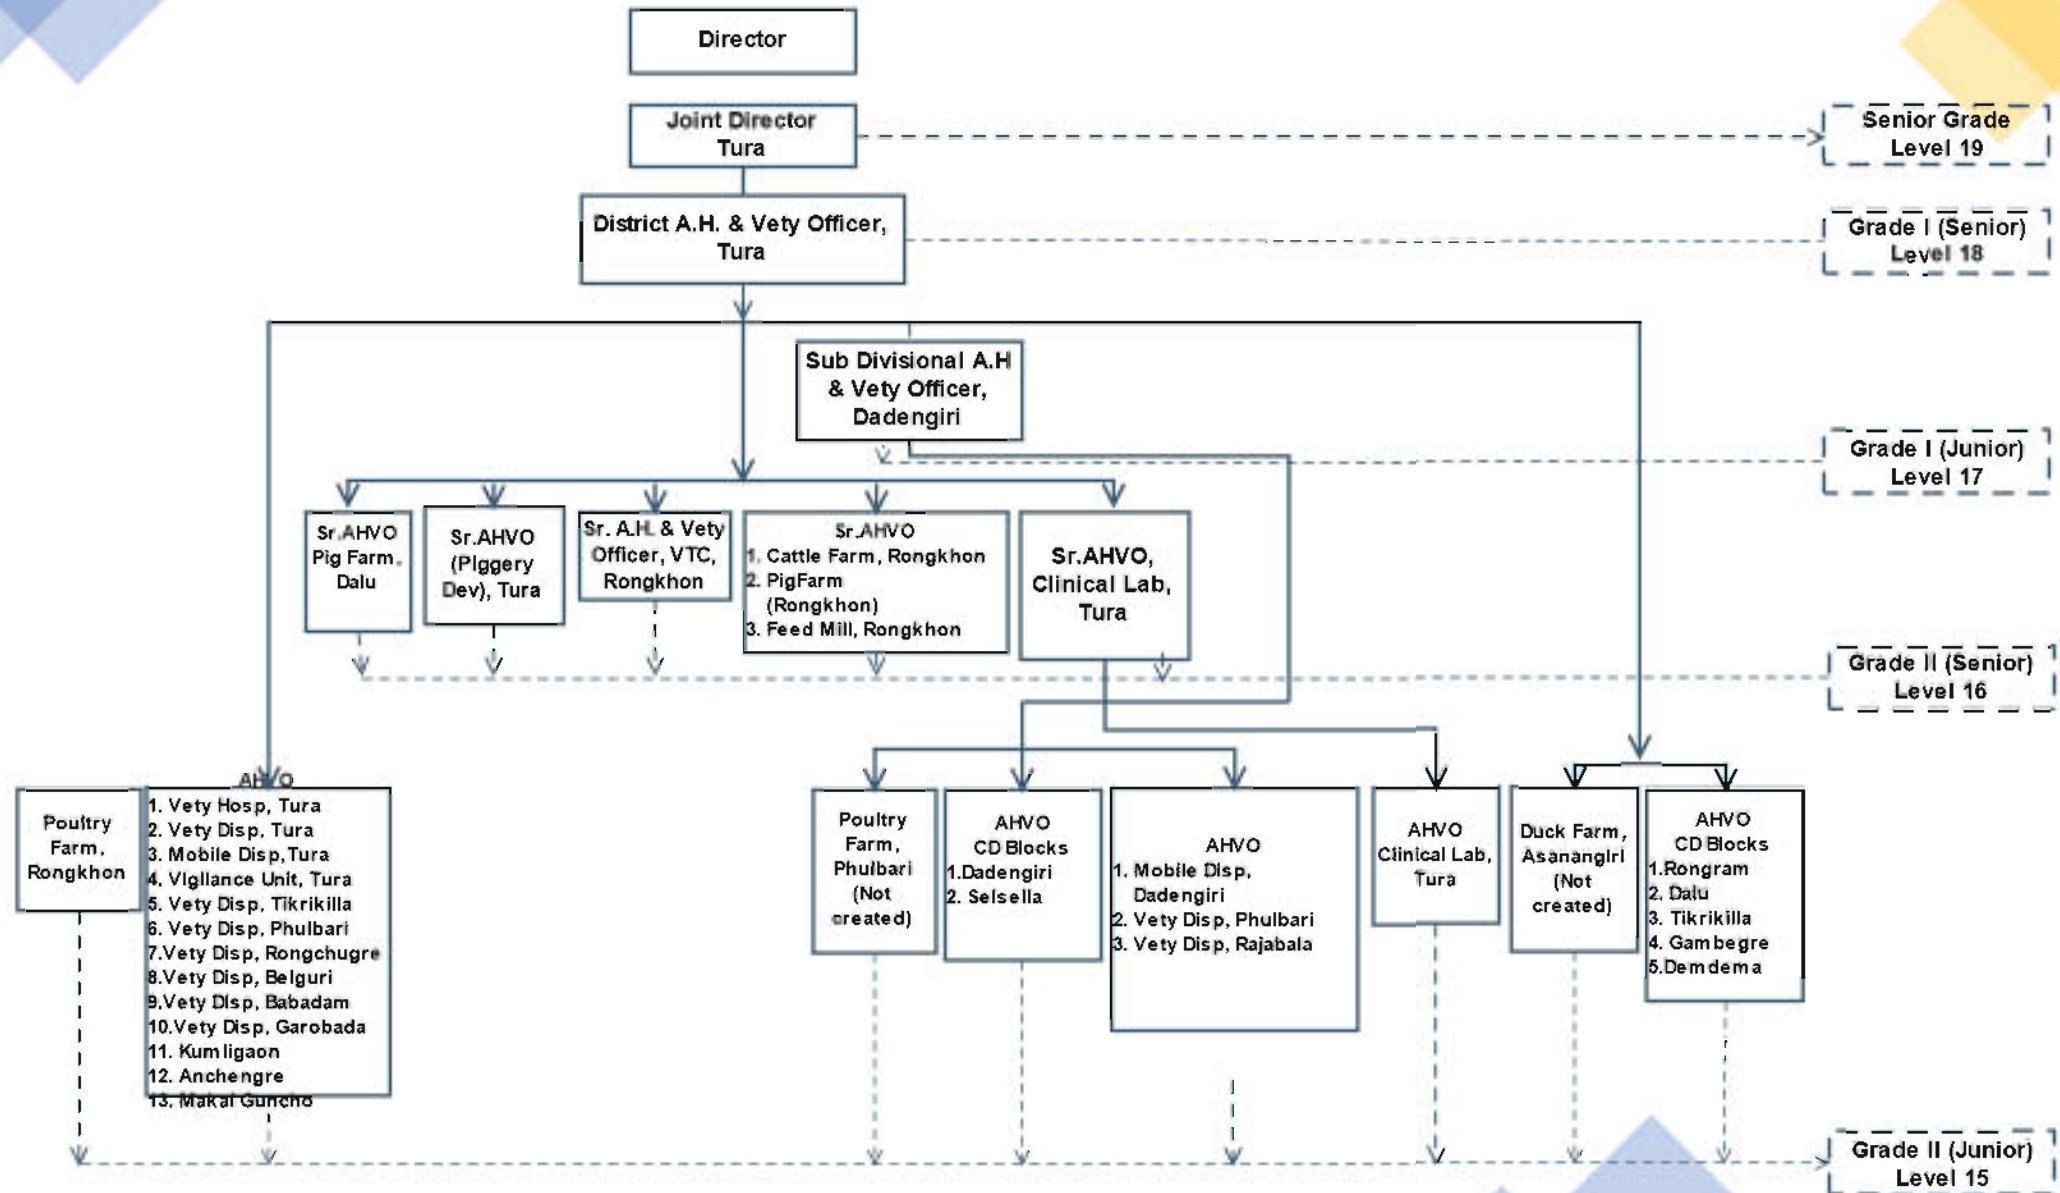 Director
Joint Director
Tura
Senior Grade
Level 19
District A.H. & Vety Officer,
Tura
Grade I (Senior)
Level 18
Sub Divisional A.H
& Vety Officer,
Dadengiri
Grade I (Junior)
Level 17
Sr.AHVO
Pig Farm,
Dalu
Sr.AHVO
(Piggery
Dev), Tura
Sr. A.H. & Vety
Officer, VTC,
Rongkhon
Sr.AHVO
1. Cattle Farm, Rongkhon
2. PigFarm
(Rongkhon)
3. Feed Mill, Rongkhon
Sr.AHVO,
Clinical Lab,
Tura
Grade II (Senior)
Level 16
Poultry
Farm,
Rongkhon
AHVO
1. Vety Hosp, Tura
2. Vety Disp, Tura
3. Mobile Disp,Tura
4. Vigilance Unit, Tura
5. Vety Disp, Tikrikilla
6. Vety Disp, Phulbari
7.Vety Disp, Rongchugre
8.Vety Disp, Belguri
9.Vety Disp, Babadam
10.Vety Disp, Garobada
11. Kumligaon
12. Anchengre
13. Makal Guncho
Poultry
Farm,
Phulbari
(Not
created)
AHVO
CD Blocks
1.Dadengiri
2. Selsella
AHVO
1. Mobile Disp,
Dadengiri
2. Vety Disp, Phulbari
3. Vety Disp, Rajabala
AHVO
Clinical Lab,
Tura
Duck Farm,
Asanangiri
(Not
created)
AHVO
CD Blocks
1.Rongram
2. Dalu
3. Tikrikilla
4. Gambegre
5.Demdema
Grade II (Junior)
Level 15